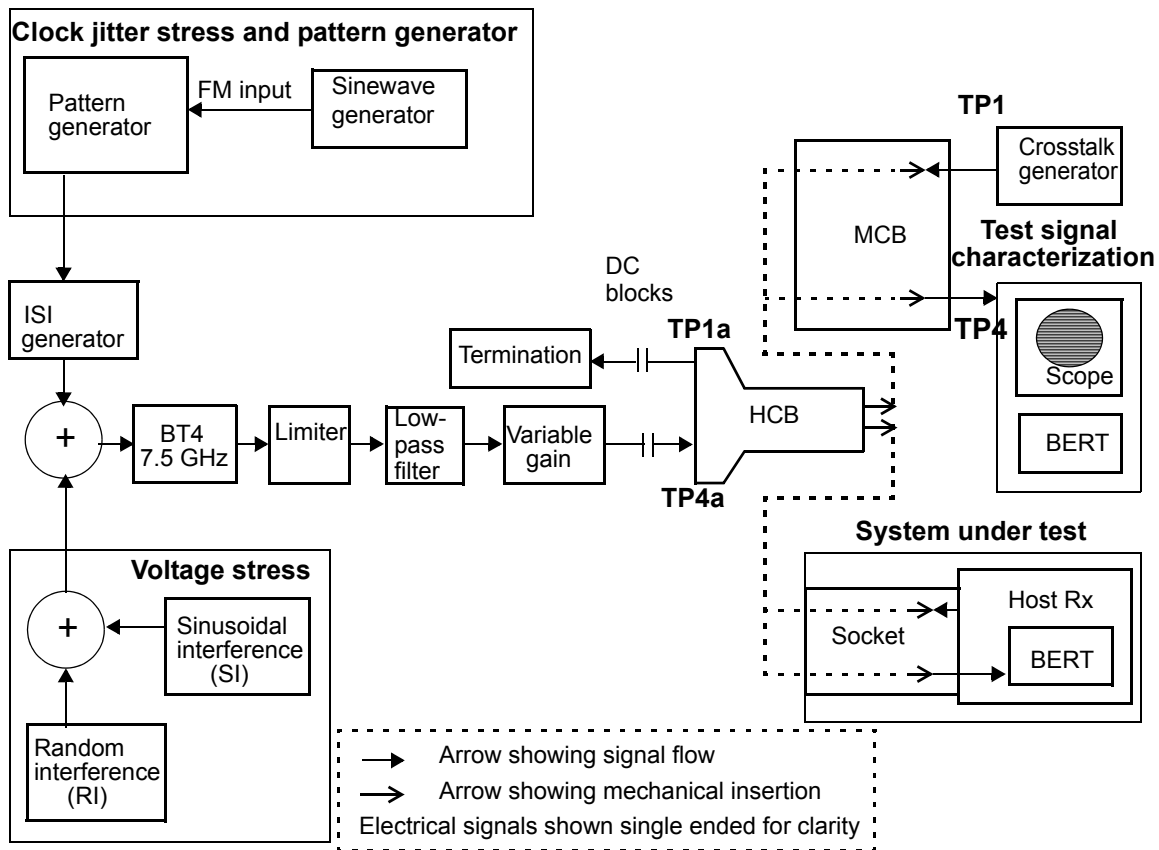 Clock jitter stress and pattern generator
Pattern
generator
FM input
Sinewave
generator
TP1
Crosstalk
generator
MCB
Test signal
characterization
DC
blocks
ISI
generator
TP1a
TP4
Termination
Scope
HCB
+
BT4
7.5 GHz
Limiter
Low-
pass
filter
Variable
gain
BERT
TP4a
System under test
Voltage stress
Host Rx
+
Sinusoidal
interference
(SI)
Socket
BERT
Random
interference
(RI)
Arrow showing signal flow
Arrow showing mechanical insertion
Electrical signals shown single ended for clarity